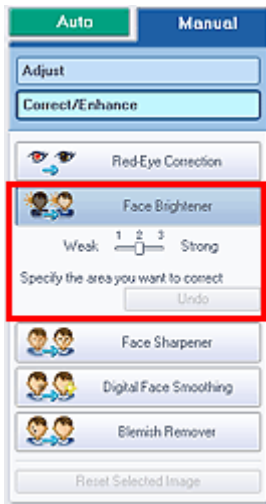 Auto Manual
Adjust
Correct/Enhance
Red-Eye Correction
Face Brightener
1 2 3
Weak Strong
Specify the area you want to correct
Undo
Face Sharpener
Digital Face Smoothing
Blemish Remover
Reset Selected Image